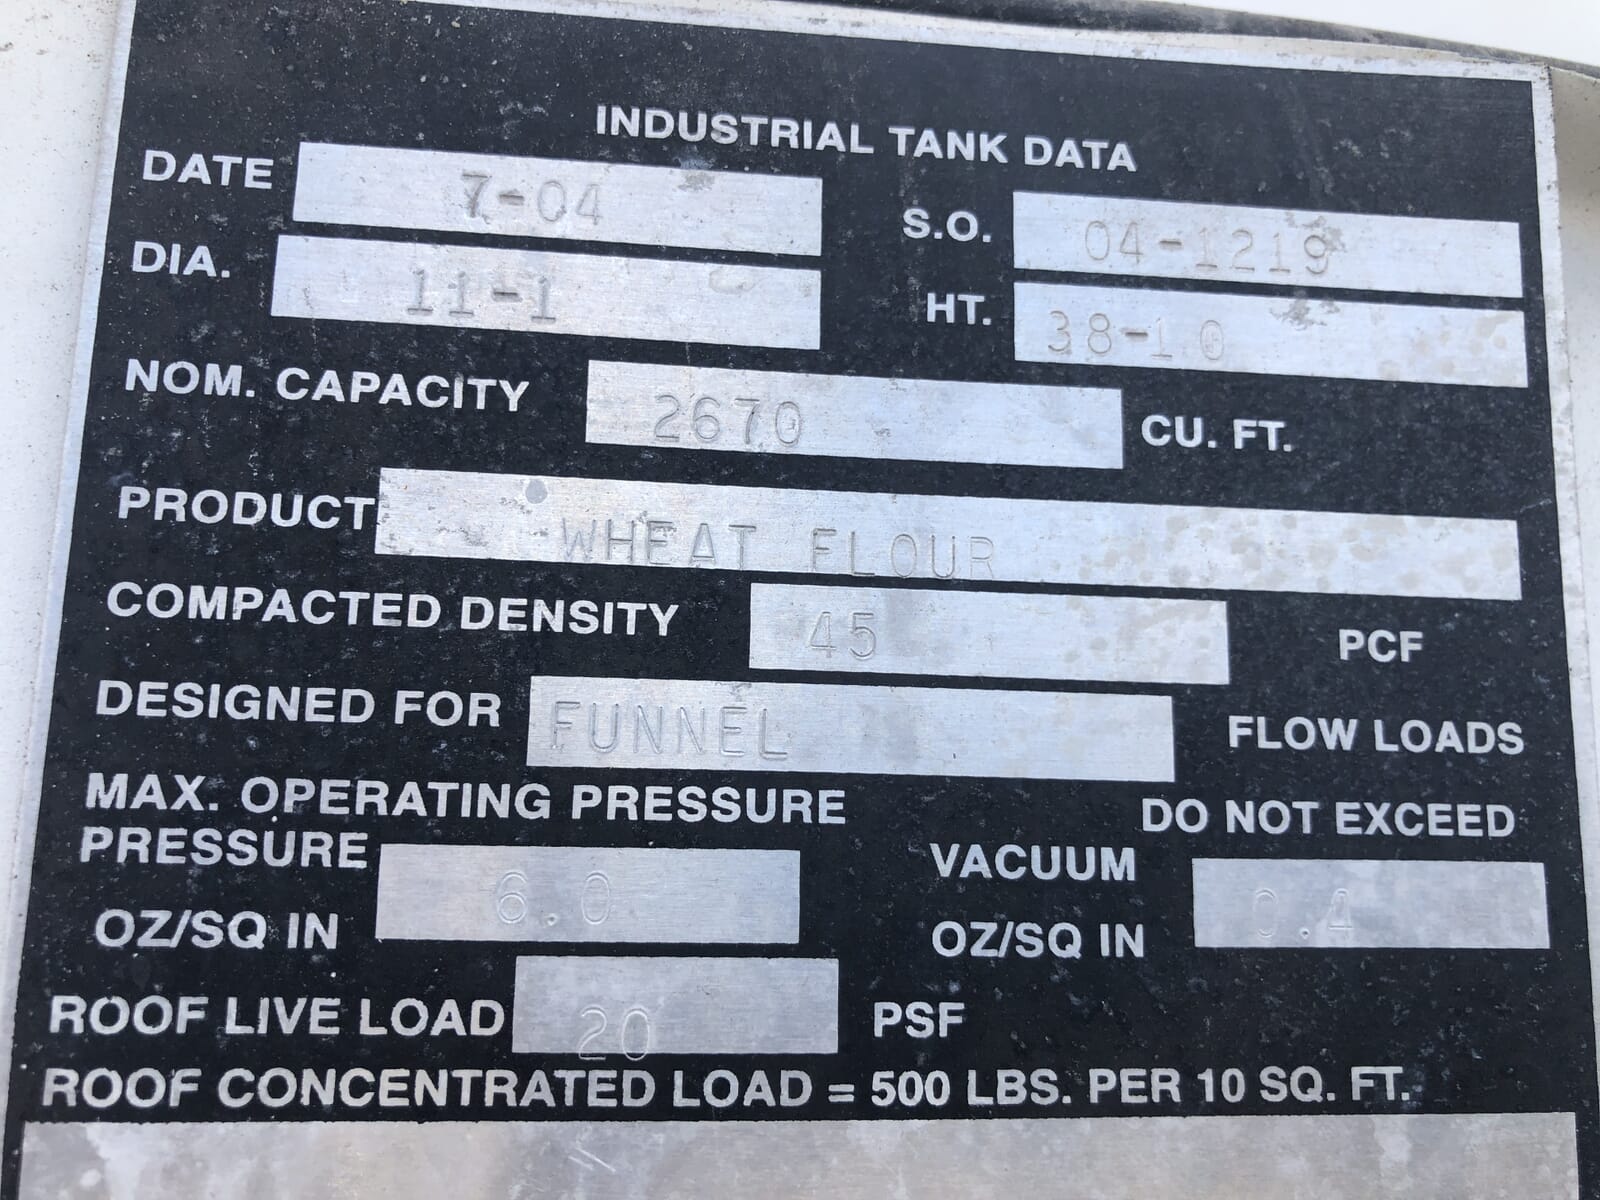 INDUSTRIAL TANK DATA
DATE 7-04 S.O. 04-1219
DIA. 11-1 HT. 38-10
NOM. CAPACITY 2670 CU. FT.
PRODUCT WHEAT FLOUR
COMPACTED DENSITY 45 PCF
DESIGNED FOR FUNNEL FLOW LOADS
MAX. OPERATING PRESSURE DO NOT EXCEED
PRESSURE 6.0 VACUUM 0.4
OZ/SQ IN OZ/SQ IN
ROOF LIVE LOAD 20 PSF
ROOF CONCENTRATED LOAD = 500 LBS. PER 10 SQ. FT.